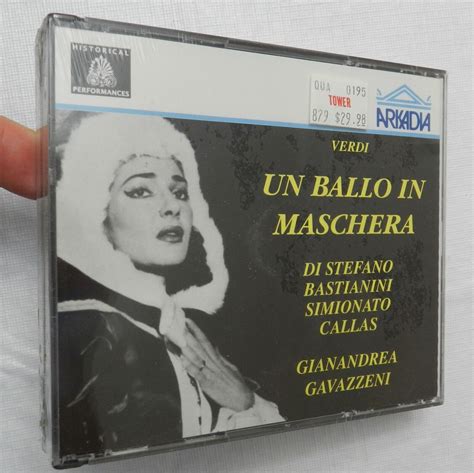 HISTORICAL
PERFORMANCES
QUA 0195
TOWER
879 $29.98
ARKADIA
VERDI
UN BALLO IN
MASCHERA
DI STEFANO
BASTIANINI
SIMIONATO
CALLAS
GIANANDREA
GAVAZZENI